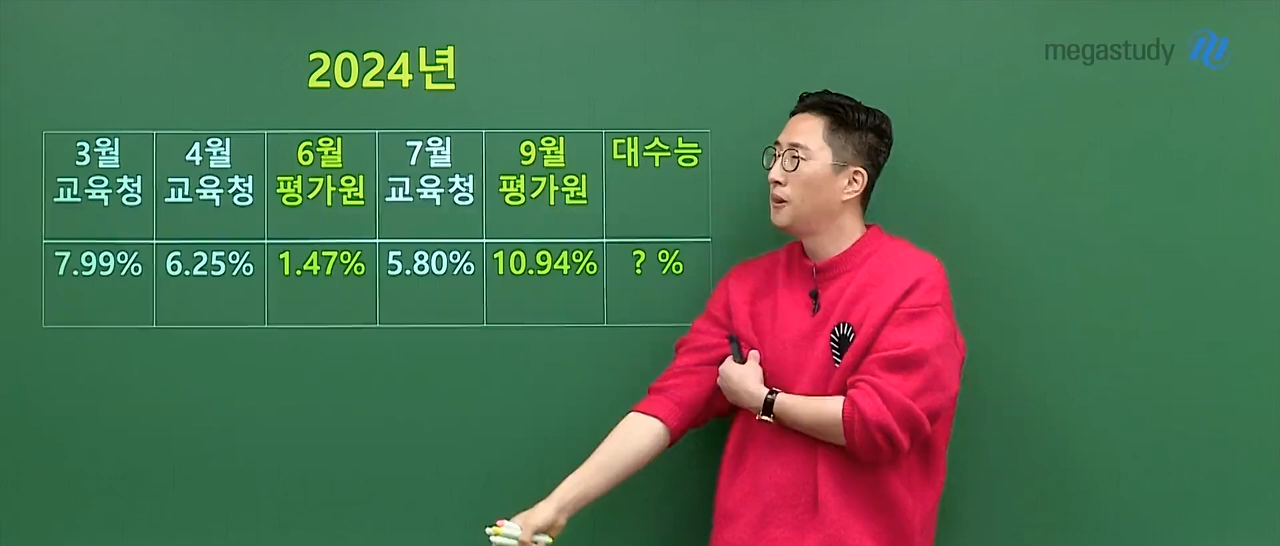 megastudy
2024년
3월 교육청 4월 교육청 6월 평가원 7월 교육청 9월 평가원 대수능
7.99% 6.25% 1.47% 5.80% 10.94% ? %